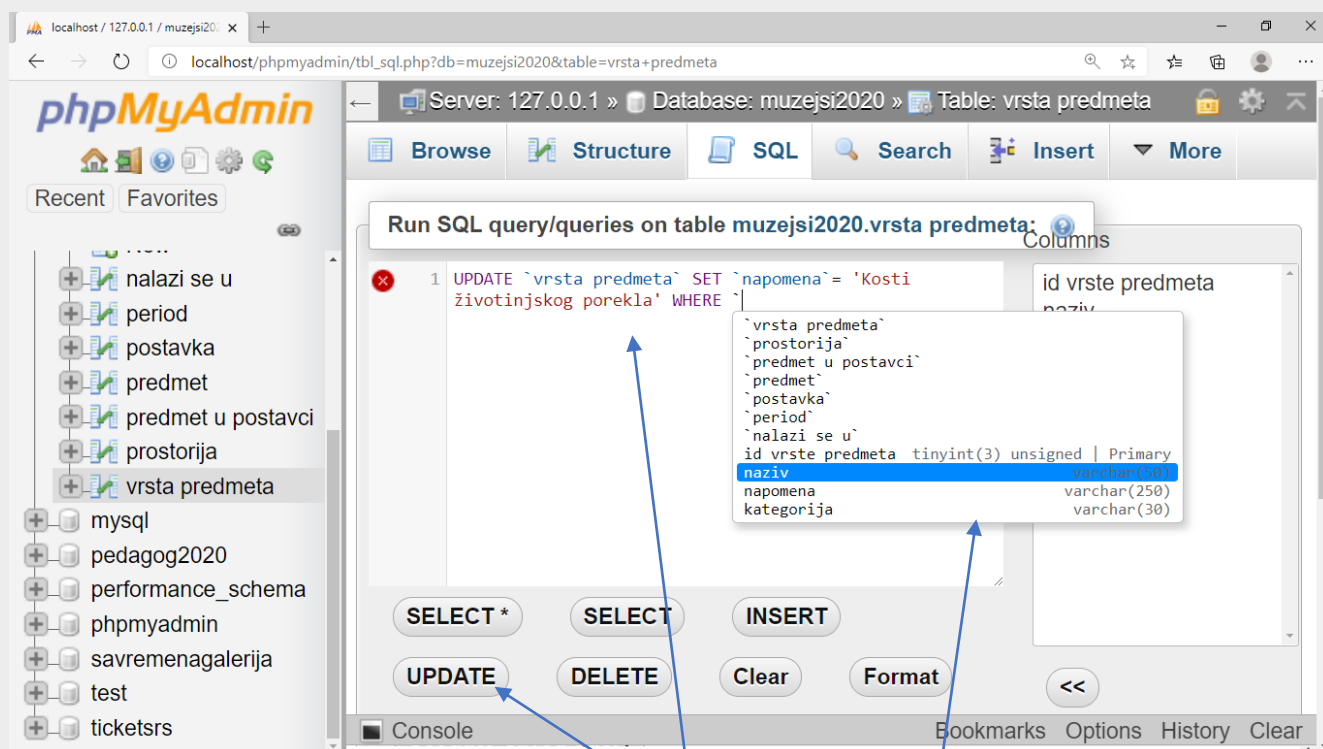 localhost / 127.0.0.1 / muzejsi202
localhost/phpmyadmin/tbl_sql.php?db=muzejsi2020&table=vrsta+predmeta
phpMyAdmin
Recent Favorites
nalazi se u
period
postavka
predmet
predmet u postavci
prostorija
vrsta predmeta
mysql
pedagog2020
performance_schema
phpmyadmin
savremenagalerija
test
ticketsrs
Server: 127.0.0.1 » Database: muzejsi2020 » Table: vrsta predmeta
Browse Structure SQL Search Insert More
Run SQL query/queries on table muzejsi2020.vrsta predmeta:
Columns
1 UPDATE `vrsta predmeta` SET `napomena`= 'Kosti
životinjskog porekla' WHERE `
`vrsta predmeta`
`prostorija`
`predmet u postavci`
`predmet`
`postavka`
`period`
`nalazi se u`
id vrste predmeta tinyint(3) unsigned | Primary
naziv varchar(50)
napomena varchar(250)
kategorija varchar(30)
id vrste predmeta
naziv
SELECT * SELECT INSERT
UPDATE DELETE Clear Format
<<
Console Bookmarks Options History Clear